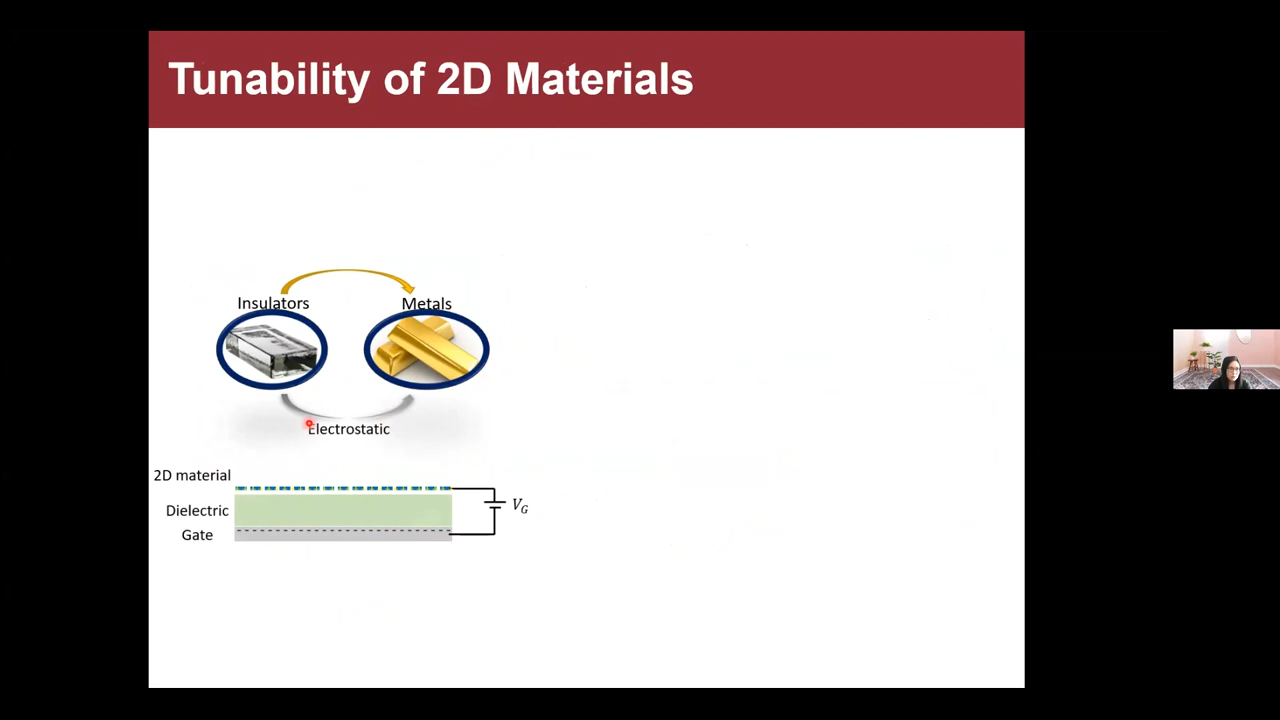 Tunability of 2D Materials
Insulators
Metals
Electrostatic
2D material
Dielectric
Gate
V_G